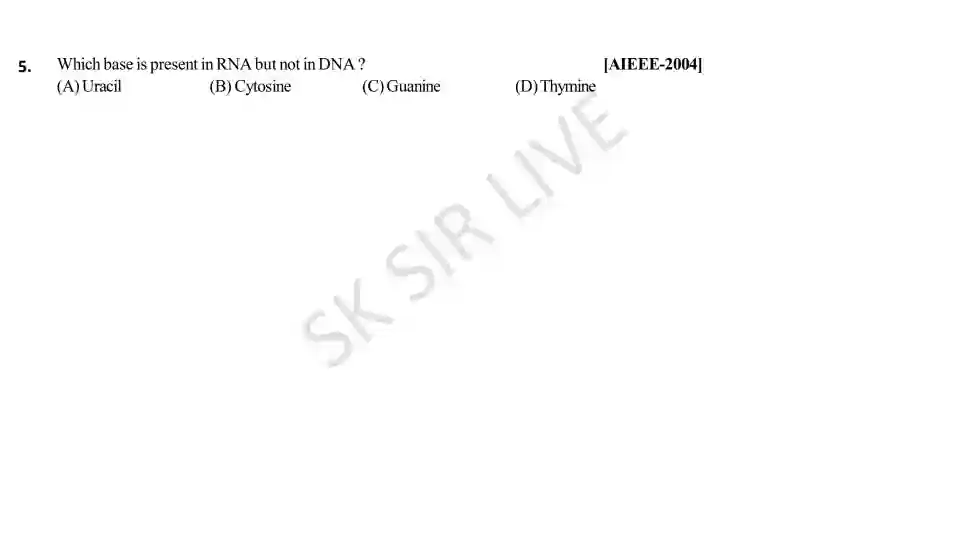 5. Which base is present in RNA but not in DNA ? [AIEEE-2004]
(A) Uracil (B) Cytosine (C) Guanine (D) Thymine
SK SIR LIVE